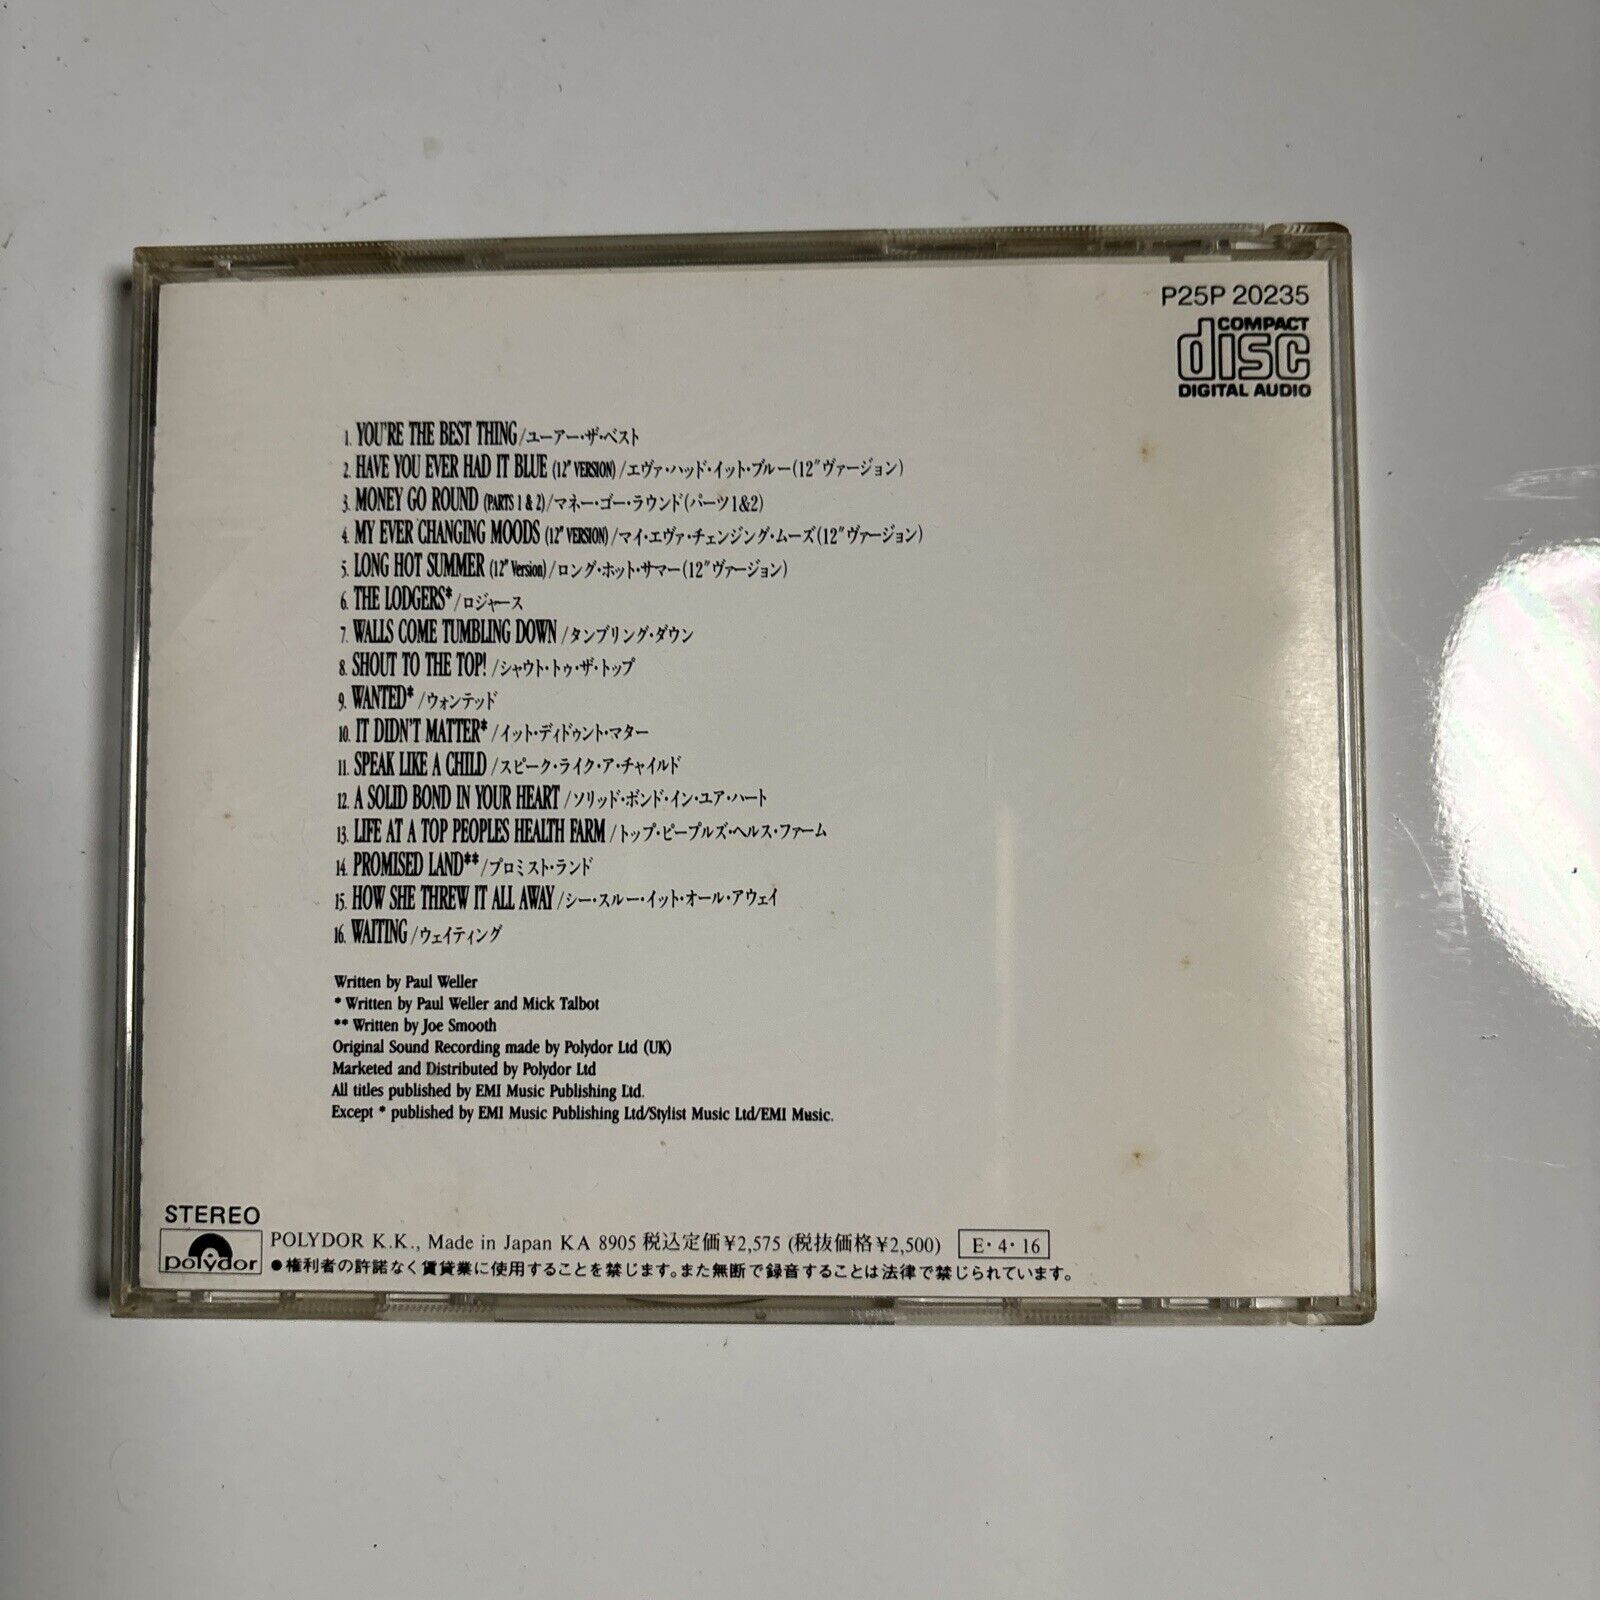 P25P 20235
COMPACT
disc
DIGITAL AUDIO
1. YOU'RE THE BEST THING/ユーアー・ザ・ベスト
2. HAVE YOU EVER HAD IT BLUE (12" VERSION)/エヴァ・ハッド・イット・ブルー(12"ヴァージョン)
3. MONEY GO ROUND (PARTS 1 & 2)/マネー・ゴー・ラウンド(パーツ1&2)
4. MY EVER CHANGING MOODS (12" VERSION)/マイ・エヴァ・チェンジング・ムーズ(12"ヴァージョン)
5. LONG HOT SUMMER (12" Version)/ロング・ホット・サマー(12"ヴァージョン)
6. THE LODGERS*/ロジャース
7. WALLS COME TUMBLING DOWN/タンブリング・ダウン
8. SHOUT TO THE TOP!/シャウト・トゥ・ザ・トップ
9. WANTED*/ウォンテッド
10. IT DIDN'T MATTER*/イット・ディドゥント・マター
11. SPEAK LIKE A CHILD/スピーク・ライク・ア・チャイルド
12. A SOLID BOND IN YOUR HEART/ソリッド・ボンド・イン・ユア・ハート
13. LIFE AT A TOP PEOPLES HEALTH FARM/トップ・ピープルズ・ヘルス・ファーム
14. PROMISED LAND**/プロミスト・ランド
15. HOW SHE THREW IT ALL AWAY/シー・スルー・イット・オール・アウェイ
16. WAITING/ウェイティング
Written by Paul Weller
* Written by Paul Weller and Mick Talbot
** Written by Joe Smooth
Original Sound Recording made by Polydor Ltd (UK)
Marketed and Distributed by Polydor Ltd
All titles published by EMI Music Publishing Ltd.
Except * published by EMI Music Publishing Ltd/Stylist Music Ltd/EMI Music.
STEREO
polydor
POLYDOR K.K., Made in Japan KA 8905 税込定価¥2,575 (税抜価格¥2,500) E・4・16
●権利者の許諾なく賃貸業に使用することを禁じます。また無断で録音することは法律で禁じられています。